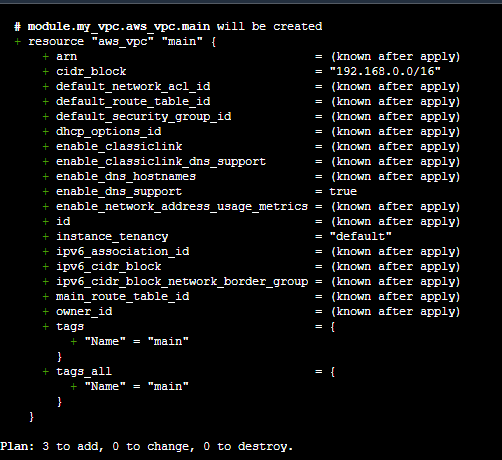 # module.my_vpc.aws_vpc.main will be created
+ resource "aws_vpc" "main" {
+ arn = (known after apply)
+ cidr_block = "192.168.0.0/16"
+ default_network_acl_id = (known after apply)
+ default_route_table_id = (known after apply)
+ default_security_group_id = (known after apply)
+ dhcp_options_id = (known after apply)
+ enable_classiclink = (known after apply)
+ enable_classiclink_dns_support = (known after apply)
+ enable_dns_hostnames = (known after apply)
+ enable_dns_support = true
+ enable_network_address_usage_metrics = (known after apply)
+ id = (known after apply)
+ instance_tenancy = "default"
+ ipv6_association_id = (known after apply)
+ ipv6_cidr_block = (known after apply)
+ ipv6_cidr_block_network_border_group = (known after apply)
+ main_route_table_id = (known after apply)
+ owner_id = (known after apply)
+ tags = {
+ "Name" = "main"
}
+ tags_all = {
+ "Name" = "main"
}
}
Plan: 3 to add, 0 to change, 0 to destroy.